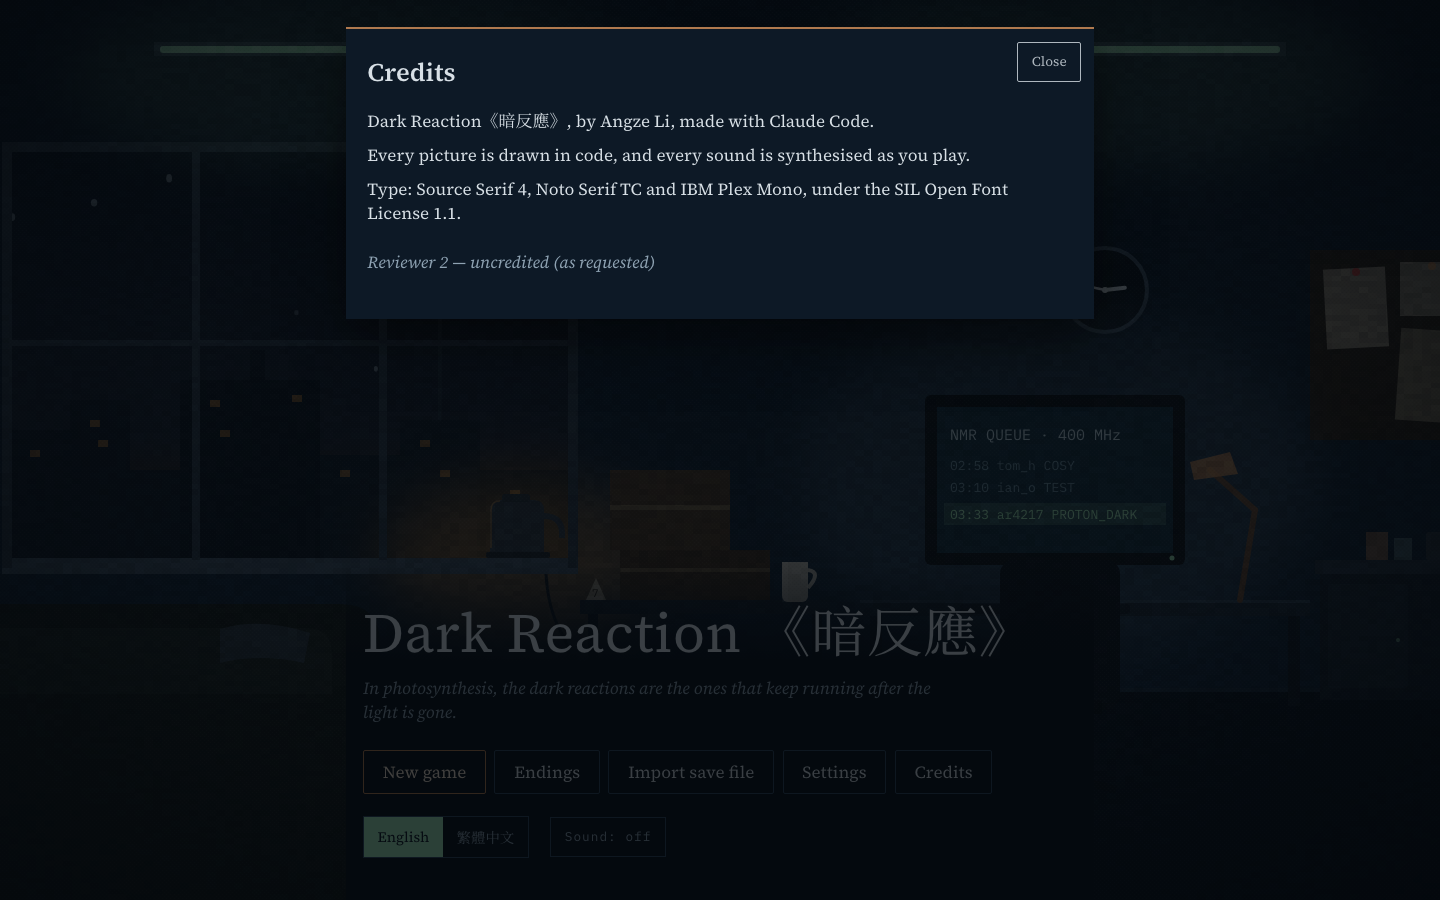 Credits
Close
Dark Reaction《暗反應》, by Angze Li, made with Claude Code.
Every picture is drawn in code, and every sound is synthesised as you play.
Type: Source Serif 4, Noto Serif TC and IBM Plex Mono, under the SIL Open Font
License 1.1.
Reviewer 2 — uncredited (as requested)
NMR QUEUE · 400 MHz
02:58 tom_h COSY
03:10 ian_o TEST
03:33 ar4217 PROTON_DARK
Dark Reaction 《暗反應》
In photosynthesis, the dark reactions are the ones that keep running after the
light is gone.
New game
Endings
Import save file
Settings
Credits
English
繁體中文
Sound: off